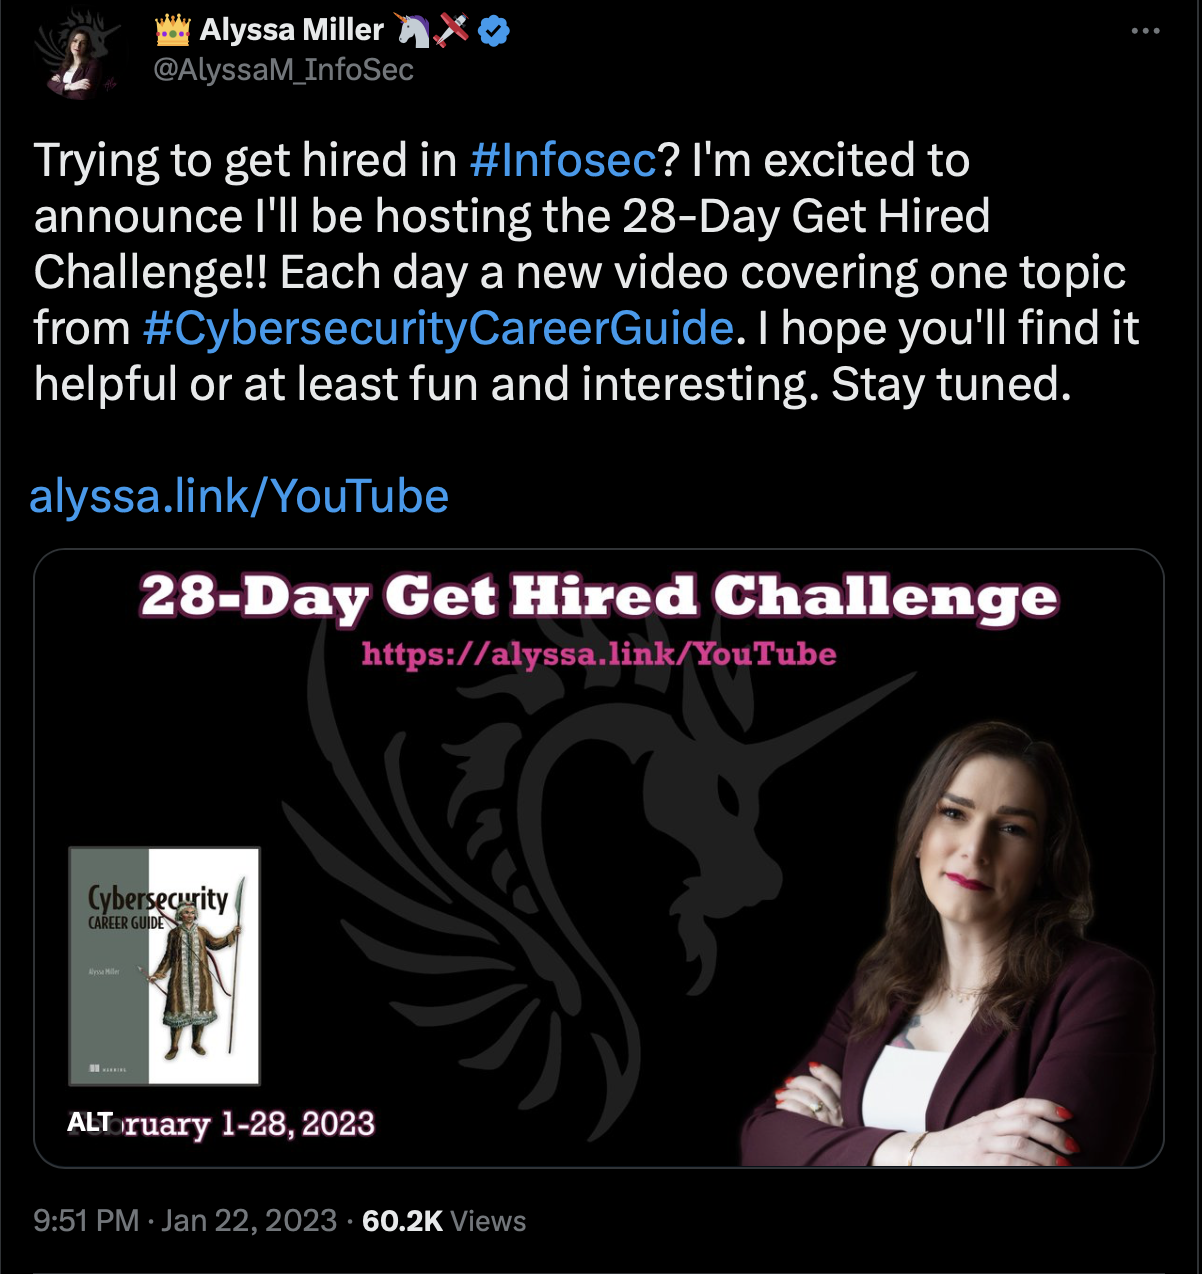 👑 Alyssa Miller 🦄🛩
@AlyssaM_InfoSec
Trying to get hired in #Infosec? I'm excited to
announce I'll be hosting the 28-Day Get Hired
Challenge!! Each day a new video covering one topic
from #CybersecurityCareerGuide. I hope you'll find it
helpful or at least fun and interesting. Stay tuned.
alyssa.link/YouTube
28-Day Get Hired Challenge
https://alyssa.link/YouTube
Cybersecurity
CAREER GUIDE
Alyssa Miller
MANNING
ALT
ruary 1-28, 2023
9:51 PM · Jan 22, 2023 · 60.2K Views